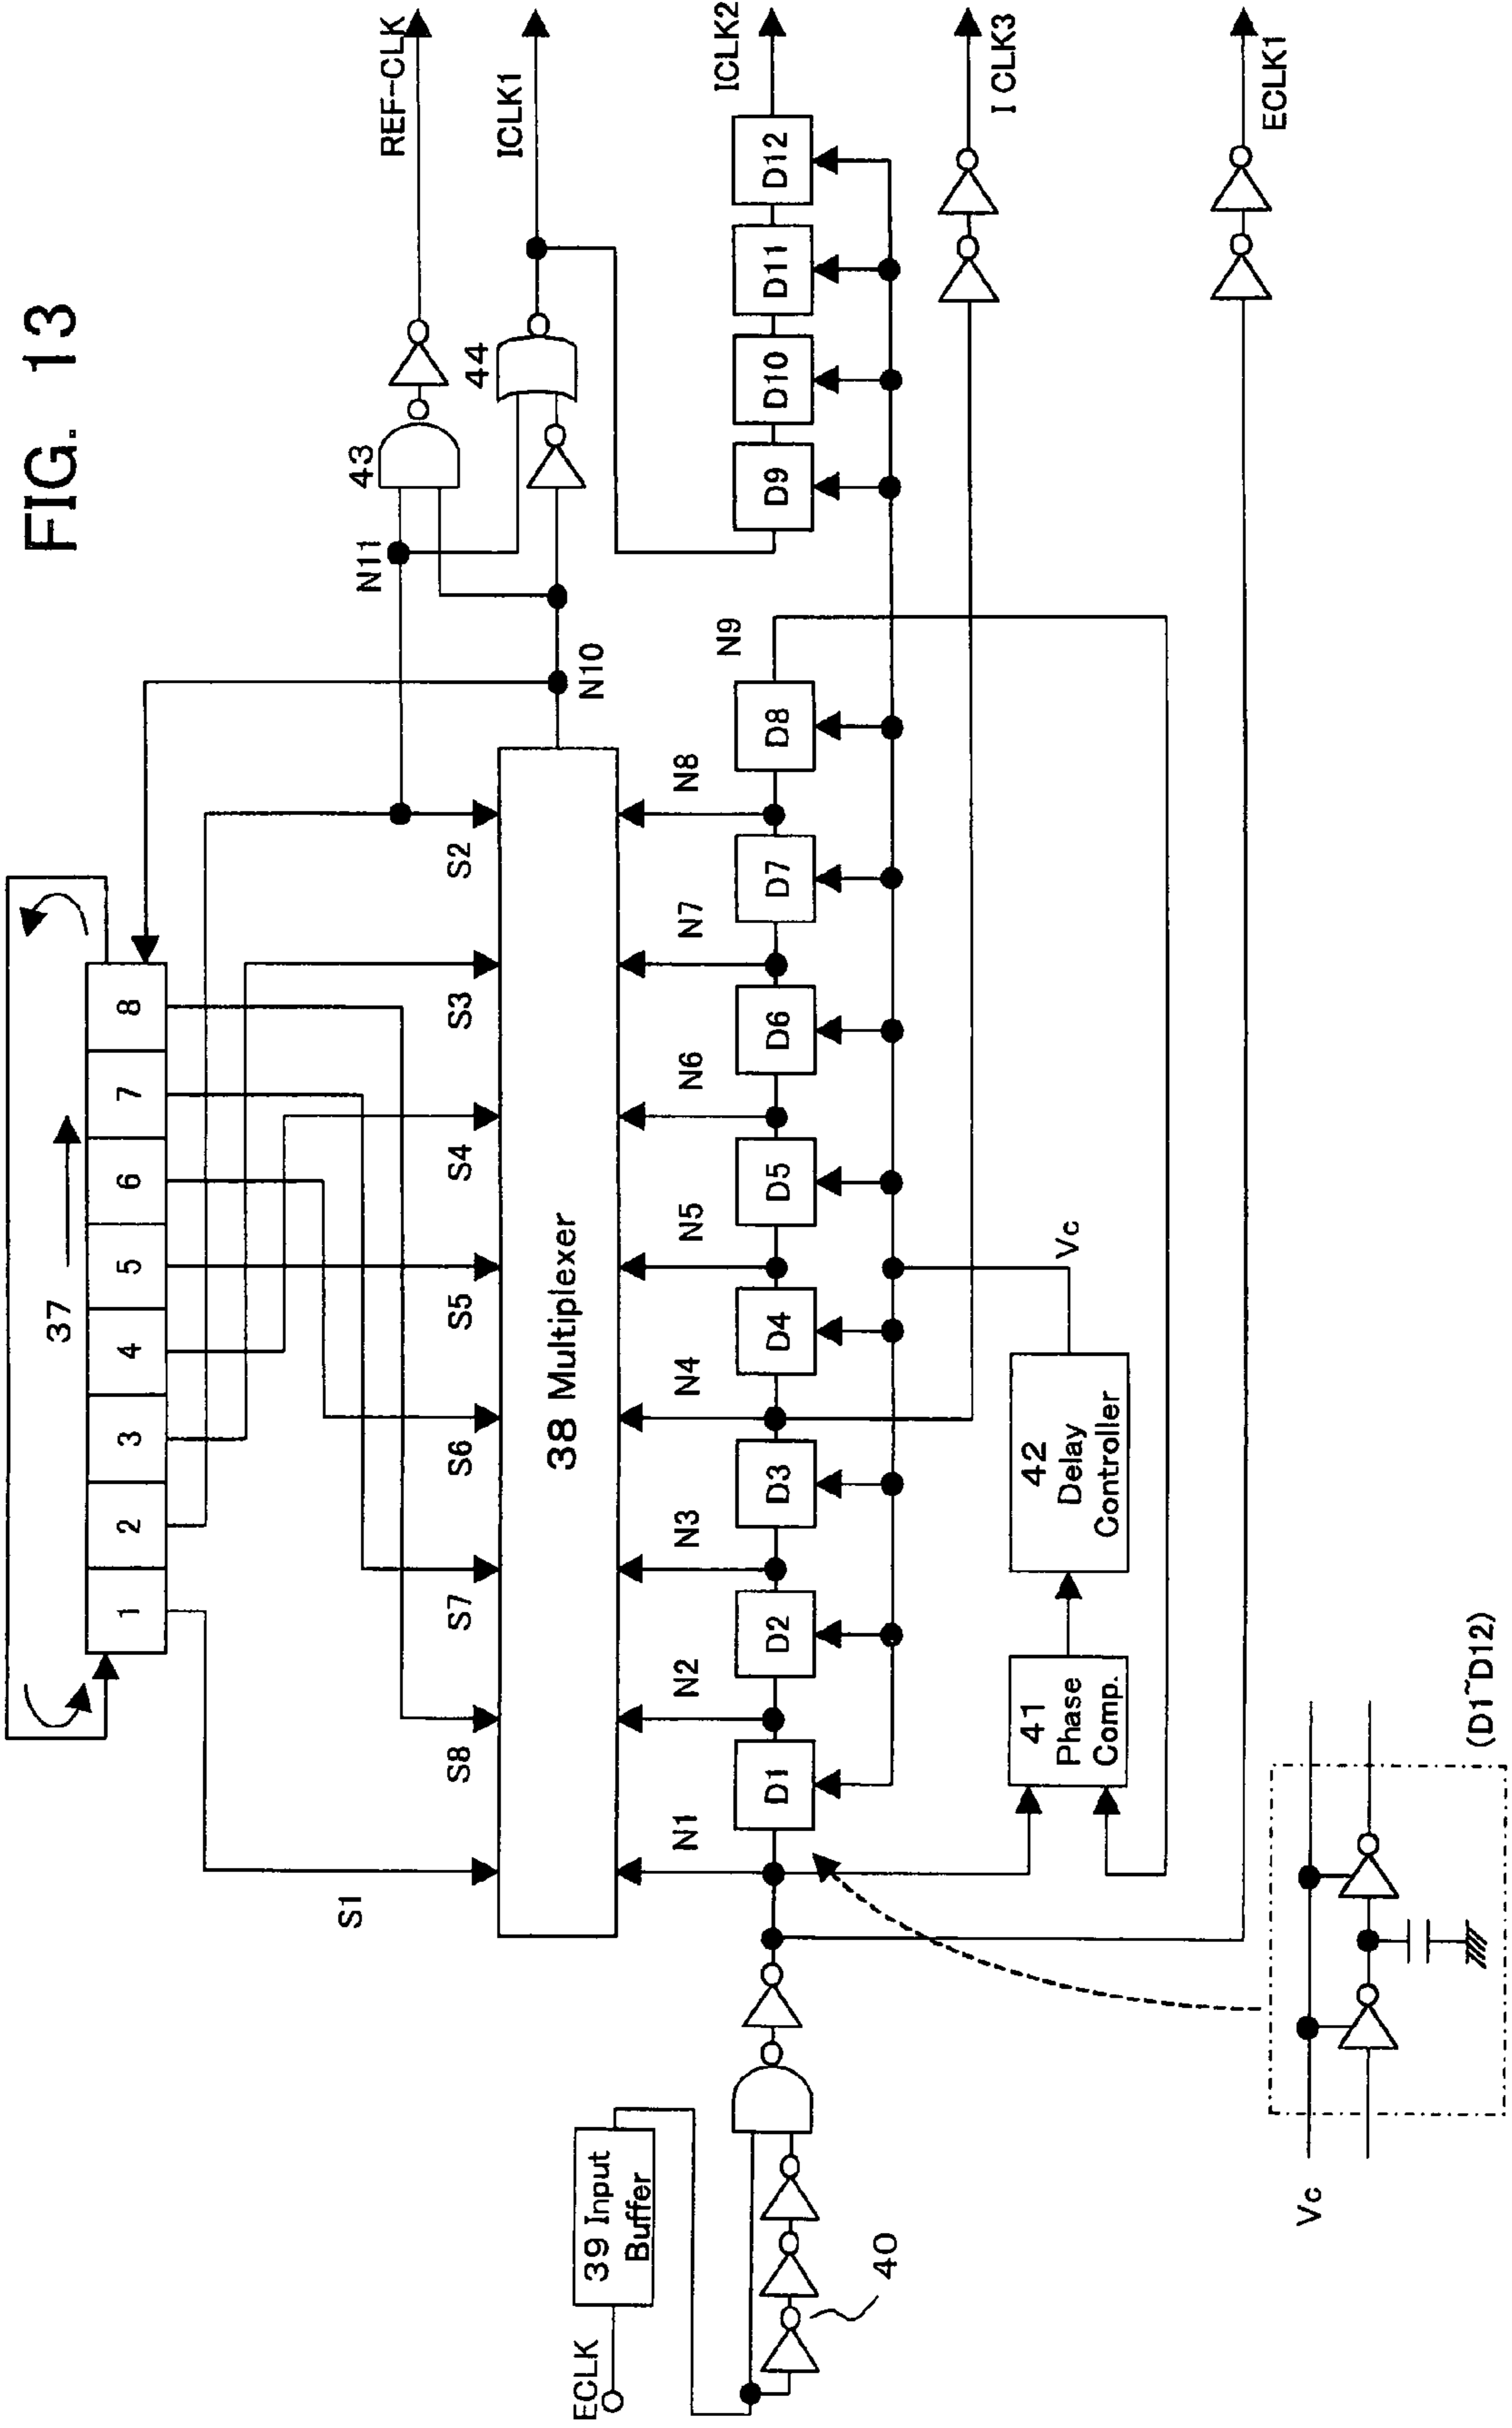 FIG. 13
37
1
2
3
4
5
6
7
8
REF-CLK
43
N11
ICLK1
44
N10
S1
S8
S7
S6
S5
S4
S3
S2
38 Multiplexer
N1
N2
N3
N4
N5
N6
N7
N8
N9
ECLK
39 Input
Buffer
40
D1
D2
D3
D4
D5
D6
D7
D8
D9
D10
D11
D12
ICLK2
I CLK3
ECLK1
41
Phase
Comp.
42
Delay
Controller
Vc
Vc
(D1~D12)